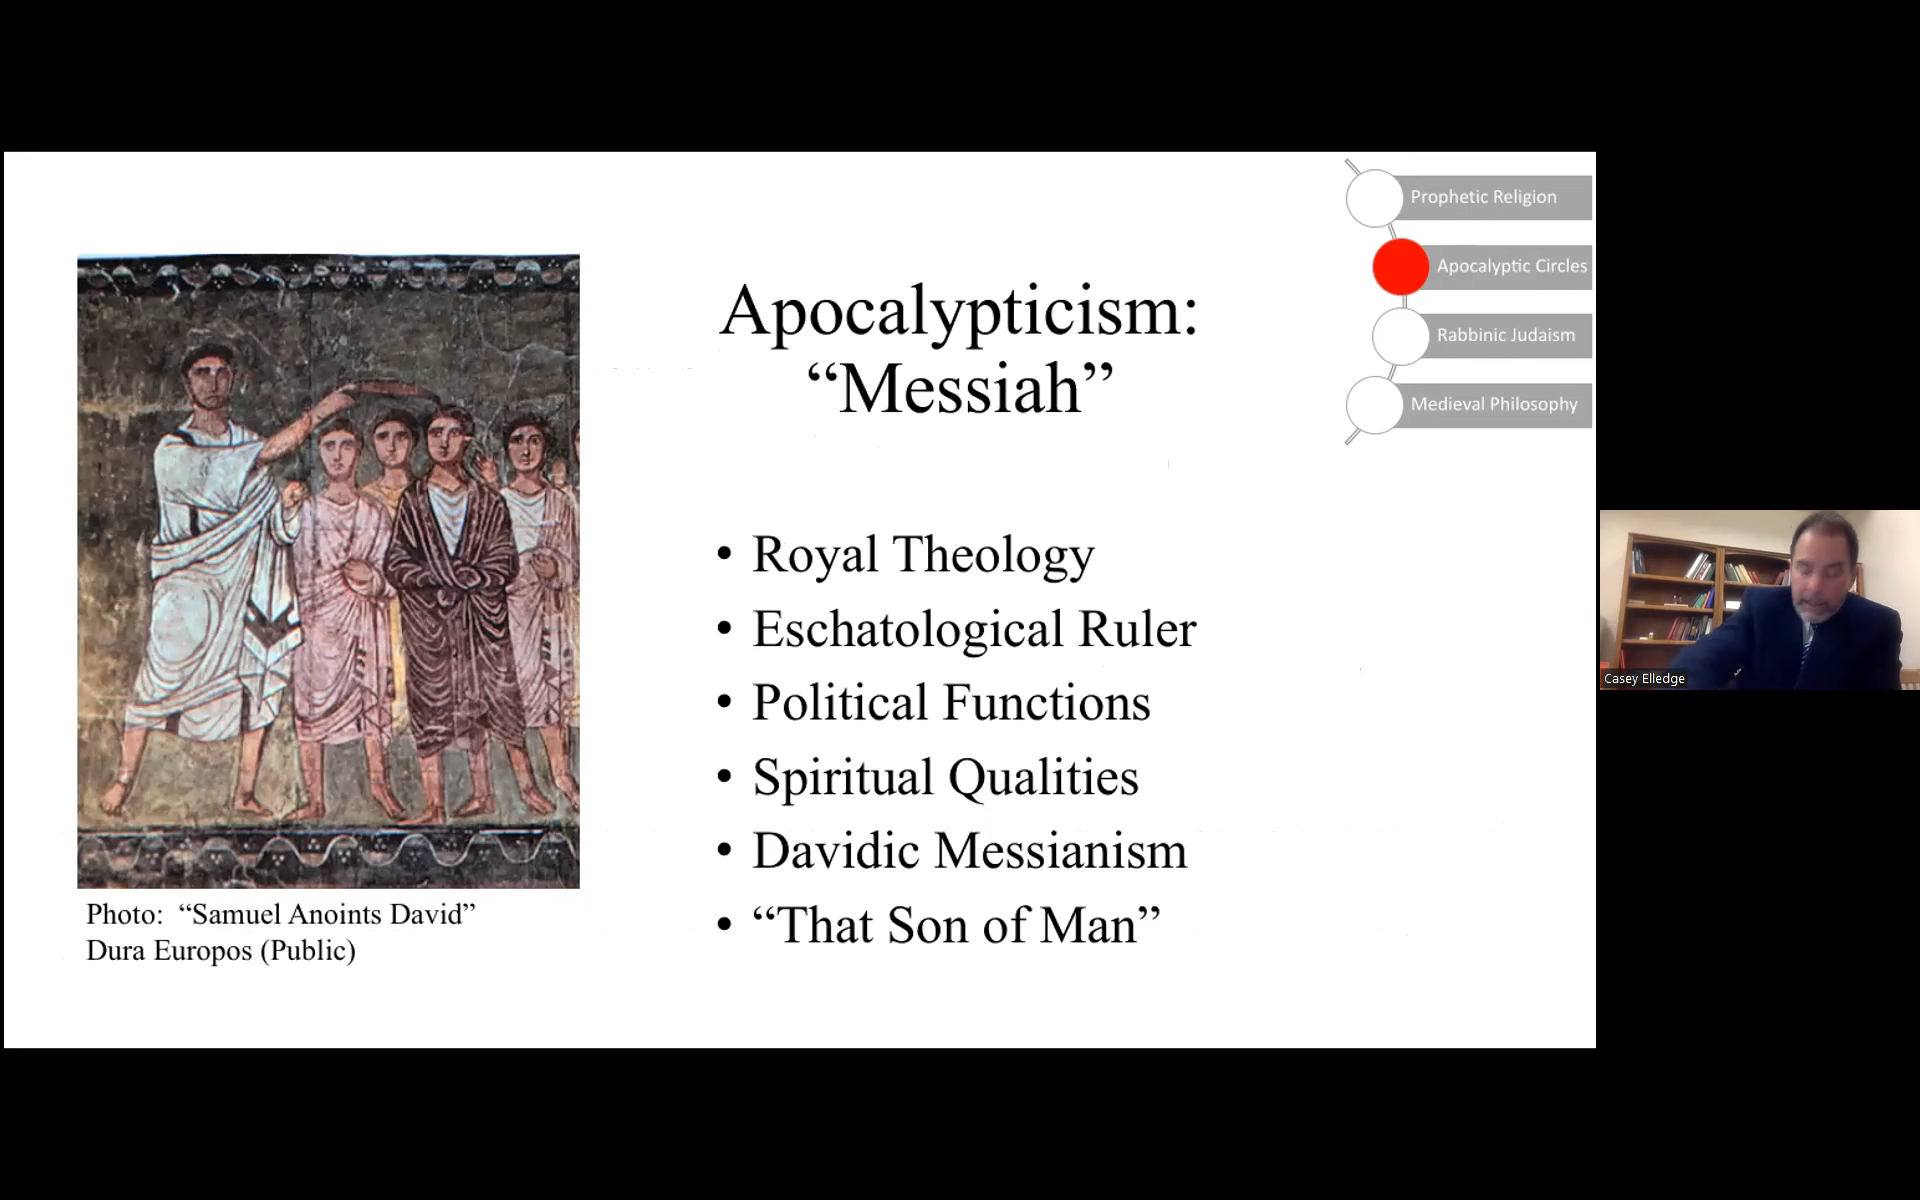 Apocalypticism:
“Messiah”
• Royal Theology
• Eschatological Ruler
• Political Functions
• Spiritual Qualities
• Davidic Messianism
• “That Son of Man”
Photo: “Samuel Anoints David”
Dura Europos (Public)
Prophetic Religion
Apocalyptic Circles
Rabbinic Judaism
Medieval Philosophy
Casey Elledge